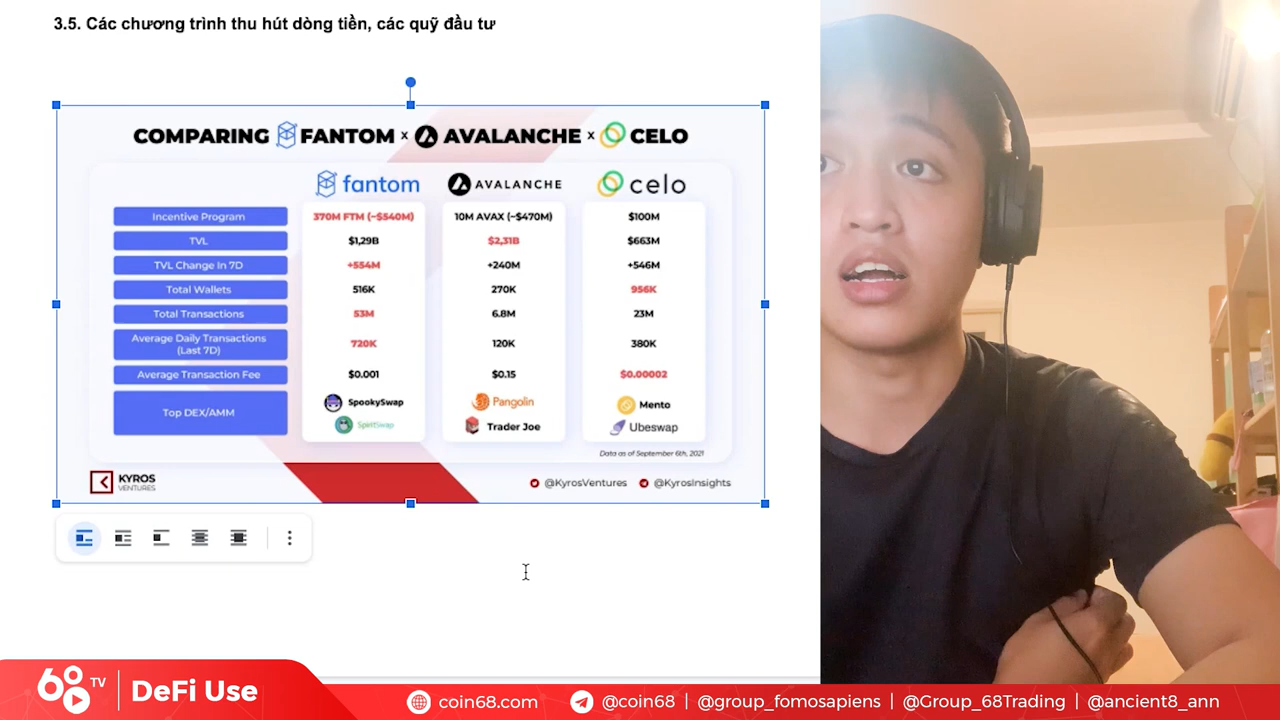 3.5. Các chương trình thu hút dòng tiền, các quỹ đầu tư
COMPARING FANTOM x AVALANCHE x CELO
fantom AVALANCHE celo
Incentive Program 370M FTM (~$540M) 10M AVAX (~$470M) $100M
TVL $1,29B $2,31B $663M
TVL Change In 7D +554M +240M +546M
Total Wallets 516K 270K 956K
Total Transactions 53M 6.8M 23M
Average Daily Transactions
(Last 7D) 720K 120K 380K
Average Transaction Fee $0.001 $0.15 $0.00002
Top DEX/AMM
SpookySwap Pangolin Mento
SpiritSwap Trader Joe Ubeswap
Data as of September 6th, 2021
KYROS
VENTURES
@KyrosVentures @KyrosInsights
68 TV DeFi Use
coin68.com @coin68 | @group_fomosapiens | @Group_68Trading | @ancient8_ann